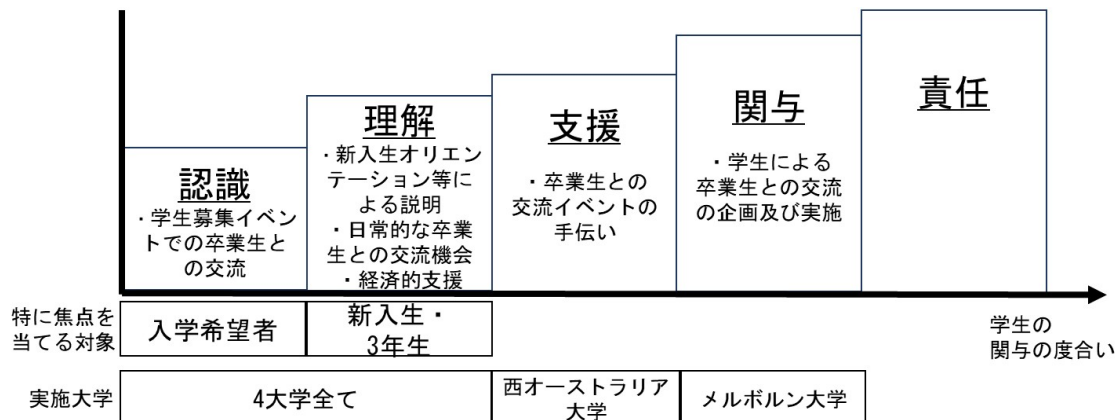 認識
・学生募集イベン
トでの卒業生と
の交流
理解
・新入生オリエン
テーション等に
よる説明
・日常的な卒業
生との交流機会
・経済的支援
支援
・卒業生との
交流イベントの
手伝い
関与
・学生による
卒業生との交流
の企画及び実施
責任
特に焦点を
当てる対象
入学希望者
新入生・
3年生
学生の
関与の度合い
実施大学
4大学全て
西オーストラリア
大学
メルボルン大学